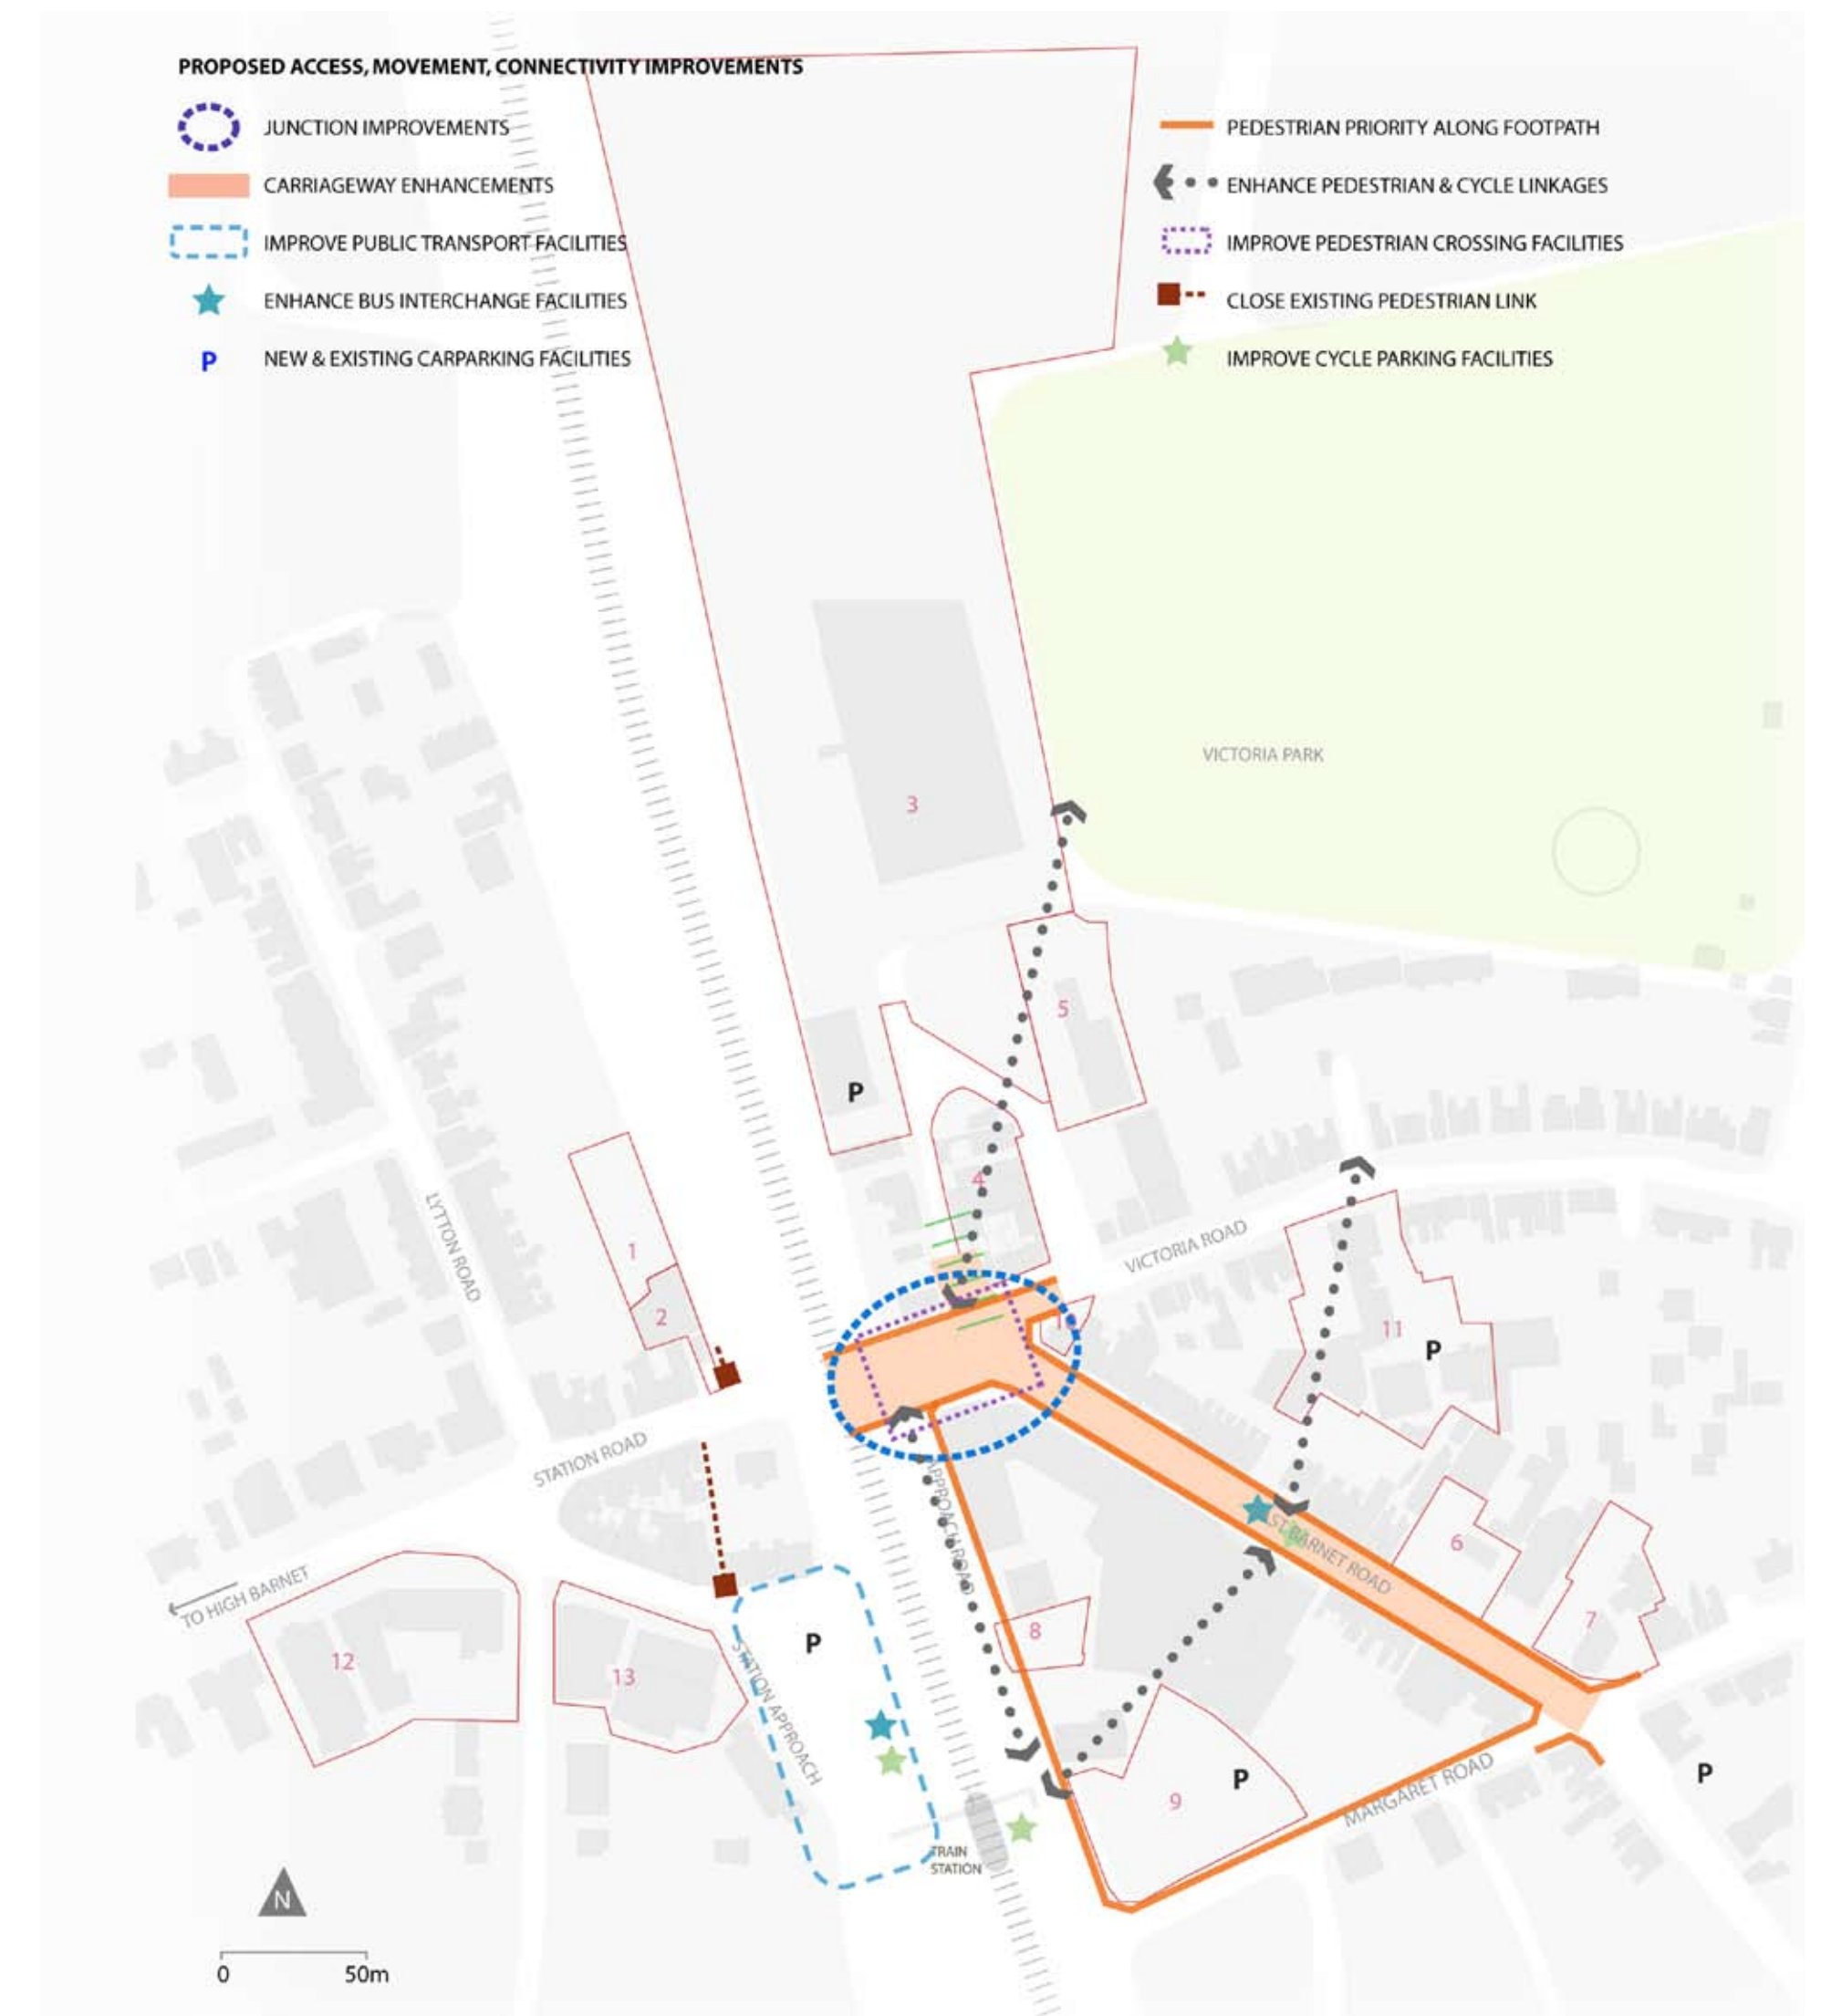 PROPOSED ACCESS, MOVEMENT, CONNECTIVITY IMPROVEMENTS
JUNCTION IMPROVEMENTS
CARRIAGEWAY ENHANCEMENTS
IMPROVE PUBLIC TRANSPORT FACILITIES
ENHANCE BUS INTERCHANGE FACILITIES
P NEW & EXISTING CARPARKING FACILITIES
PEDESTRIAN PRIORITY ALONG FOOTPATH
ENHANCE PEDESTRIAN & CYCLE LINKAGES
IMPROVE PEDESTRIAN CROSSING FACILITIES
CLOSE EXISTING PEDESTRIAN LINK
IMPROVE CYCLE PARKING FACILITIES
VICTORIA PARK
3
5
P
4
LYTTON ROAD
1
2
VICTORIA ROAD
11
P
STATION ROAD
APPROACH ROAD
ST BARNET ROAD
6
7
TO HIGH BARNET
12
13
P
STATION APPROACH
8
9
P
MARGARET ROAD
P
TRAIN
STATION
N
0 50m